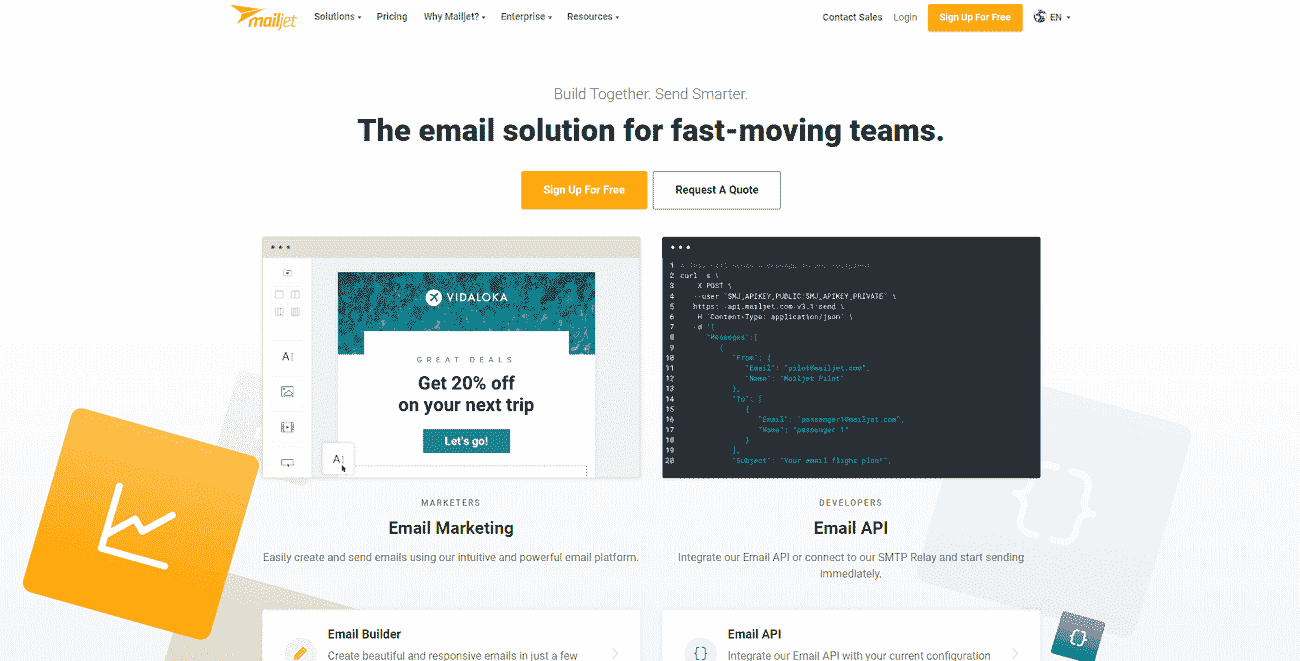 mailjet
Solutions Pricing Why Mailjet? Enterprise Resources
Contact Sales Login Sign Up For Free EN
Build Together. Send Smarter.
The email solution for fast-moving teams.
Sign Up For Free Request A Quote
VIDALOKA
GREAT DEALS
Get 20% off
on your next trip
Let's go!
A
A
1
2 curl -s \
3 X POST \
4 --user "$MJ_APIKEY_PUBLIC:$MJ_APIKEY_PRIVATE" \
5 https: api.mailjet.com v3.1 send \
6 H 'Content-Type: application/json' \
7 -d '{
8 "Messages":[
9 {
10 "From": {
11 "Email": "pilot@mailjet.com",
12 "Name": "Mailjet Pilot"
13 },
14 "To": [
15 {
16 "Email": "passenger1@mailjet.com",
17 "Name": "passenger 1"
18 }
19 ],
20 "Subject": "Your email flight plan!",
MARKETERS
Email Marketing
Easily create and send emails using our intuitive and powerful email platform.
DEVELOPERS
Email API
Integrate our Email API or connect to our SMTP Relay and start sending
immediately.
Email Builder
Create beautiful and responsive emails in just a few
{}
Email API
Integrate our Email API with your current configuration
{}
{}